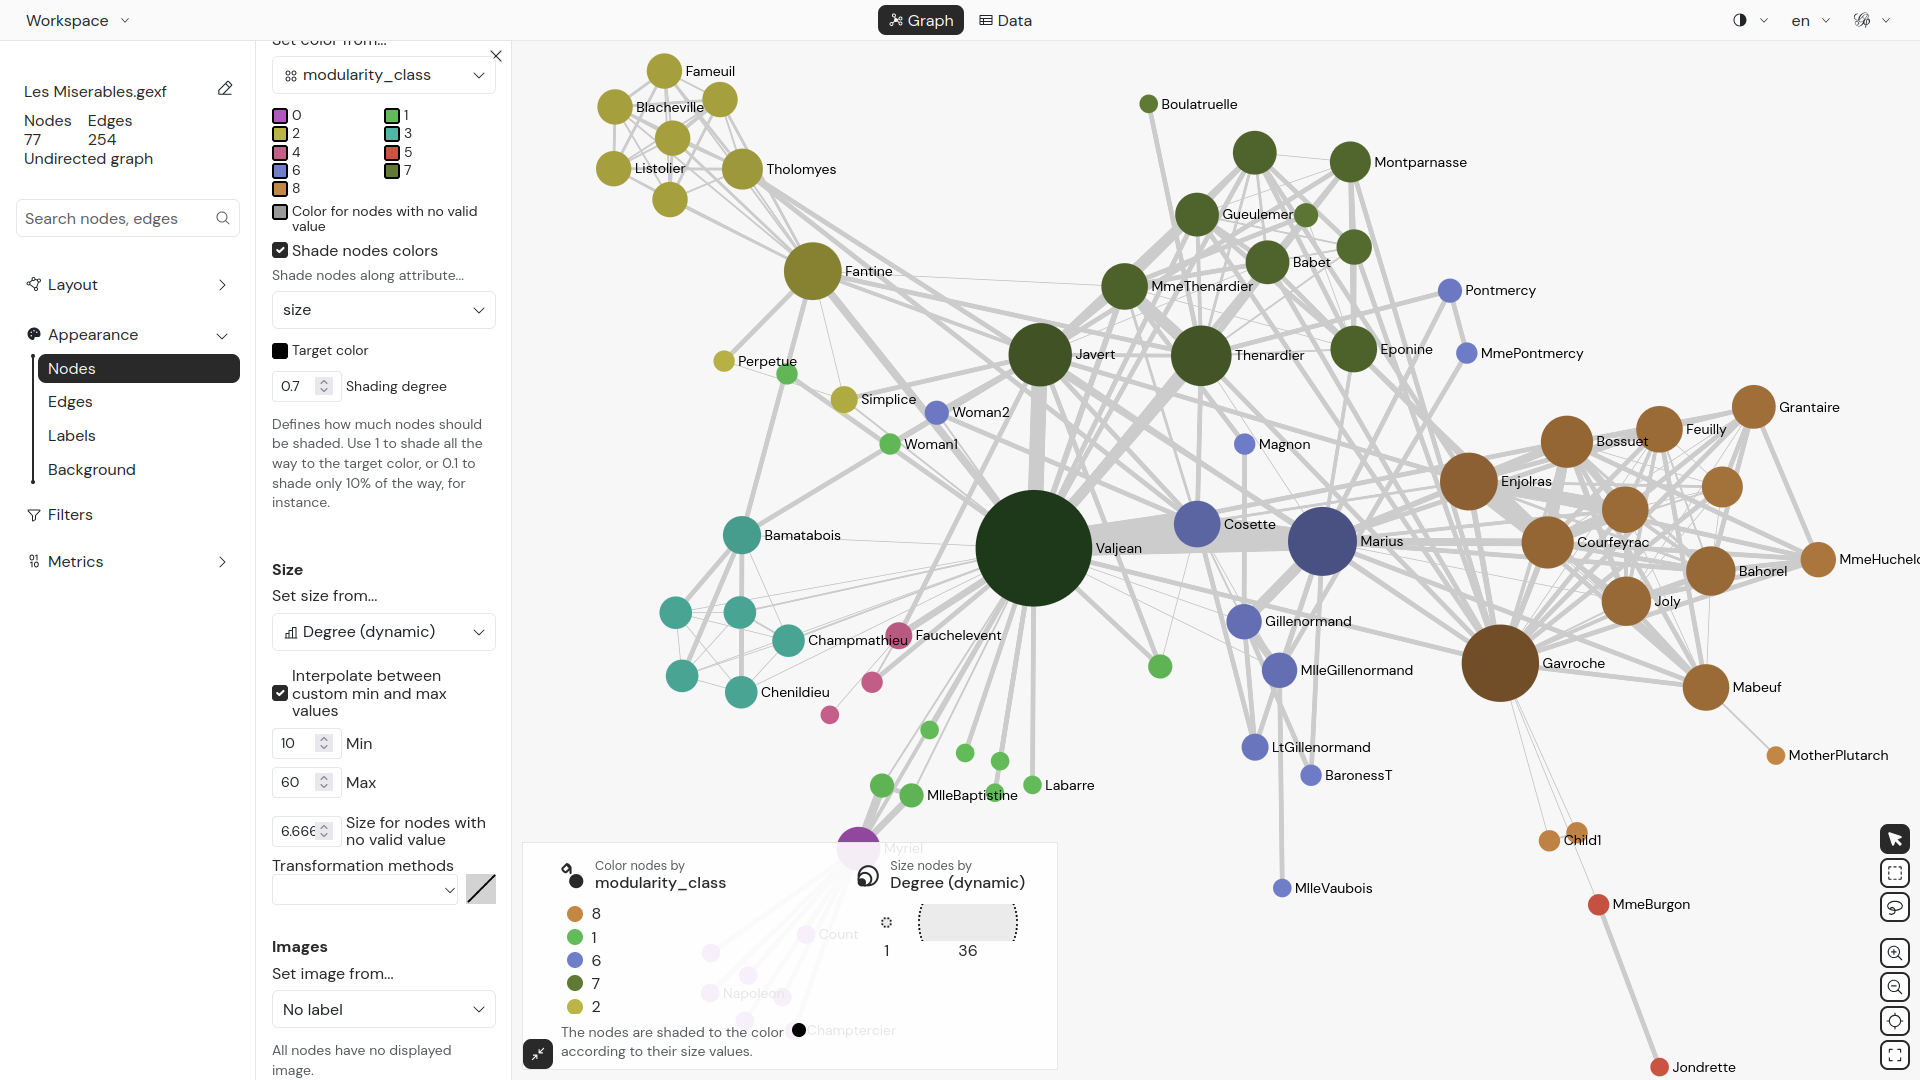 Workspace
Graph
Data
en
Les Miserables.gexf
Nodes
Edges
77
254
Undirected graph
Search nodes, edges
Layout
Appearance
Nodes
Edges
Labels
Background
Filters
Metrics
Set color from...
modularity_class
0
1
2
3
4
5
6
7
8
Color for nodes with no valid
value
Shade nodes colors
Shade nodes along attribute...
size
Target color
0.7
Shading degree
Defines how much nodes should
be shaded. Use 1 to shade all the
way to the target color, or 0.1 to
shade only 10% of the way, for
instance.
Size
Set size from...
Degree (dynamic)
Interpolate between
custom min and max
values
10
Min
60
Max
6.666
Size for nodes with
no valid value
Transformation methods
Images
Set image from...
No label
All nodes have no displayed
image.
Fameuil
Blacheville
Listolier
Tholomyes
Boulatruelle
Montparnasse
Gueulemer
Babet
Fantine
MmeThenardier
Pontmercy
Perpetue
Javert
Thenardier
Eponine
MmePontmercy
Simplice
Woman2
Woman1
Magnon
Grantaire
Feuilly
Bossuet
Enjolras
Bamatabois
Valjean
Cosette
Marius
Courfeyrac
Bahorel
Joly
Champmathieu
Fauchelevent
Gillenormand
MlleGillenormand
Gavroche
Chenildieu
Mabeuf
LtGillenormand
BaronessT
MotherPlutarch
MlleBaptistine
Labarre
Child1
Myriel
MlleVaubois
MmeBurgon
Jondrette
Color nodes by
modularity_class
8
1
6
7
2
Size nodes by
Degree (dynamic)
1
36
Count
Napoleon
Champtercier
The nodes are shaded to the color
according to their size values.